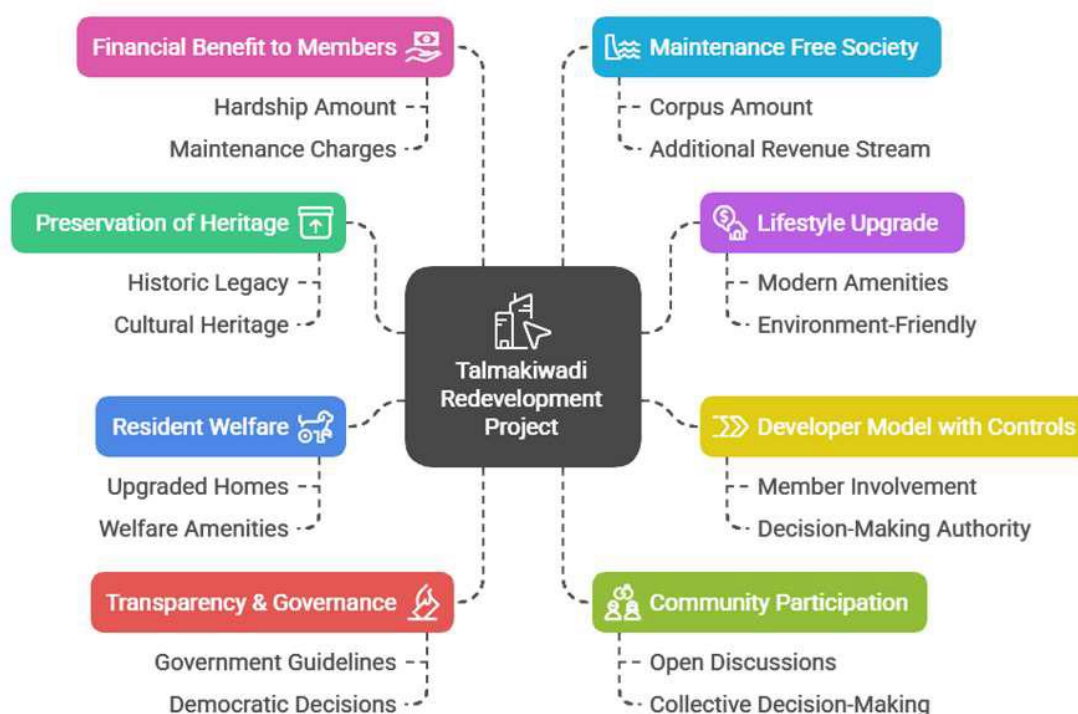 Financial Benefit to Members
Hardship Amount
Maintenance Charges
Maintenance Free Society
Corpus Amount
Additional Revenue Stream
Preservation of Heritage
Historic Legacy
Cultural Heritage
Lifestyle Upgrade
Modern Amenities
Environment-Friendly
Talmakiwadi
Redevelopment
Project
Resident Welfare
Upgraded Homes
Welfare Amenities
Developer Model with Controls
Member Involvement
Decision-Making Authority
Transparency & Governance
Government Guidelines
Democratic Decisions
Community Participation
Open Discussions
Collective Decision-Making